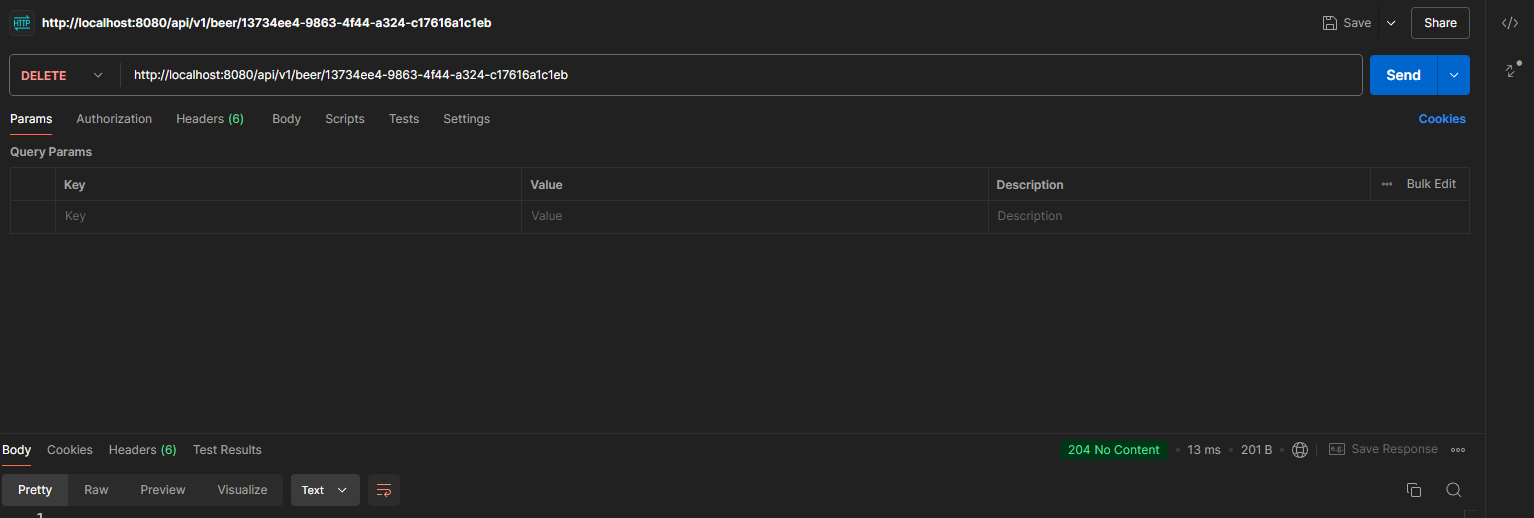 HTTP http://localhost:8080/api/v1/beer/13734ee4-9863-4f44-a324-c17616a1c1eb Save Share
DELETE http://localhost:8080/api/v1/beer/13734ee4-9863-4f44-a324-c17616a1c1eb Send
Params Authorization Headers (6) Body Scripts Tests Settings Cookies
Query Params
Key Value Description Bulk Edit
Key Value Description
Body Cookies Headers (6) Test Results 204 No Content • 13 ms • 201 B • e.g. Save Response
Pretty Raw Preview Visualize Text
1